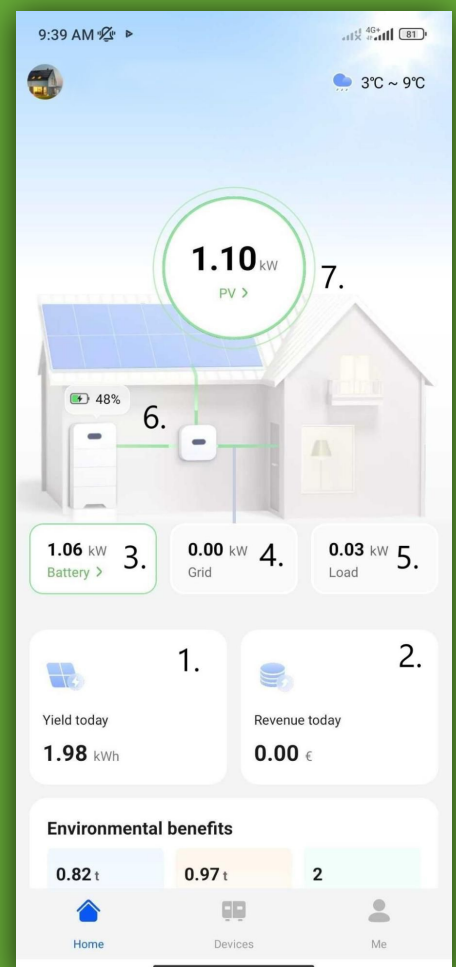 9:39 AM
4G+
81
3℃ ~ 9℃
1.10 kW
PV >
7.
48%
6.
1.06 kW
Battery >
3.
0.00 kW
Grid
4.
0.03 kW
Load
5.
1.
Yield today
1.98 kWh
2.
Revenue today
0.00 €
Environmental benefits
0.82 t
0.97 t
2
Home
Devices
Me